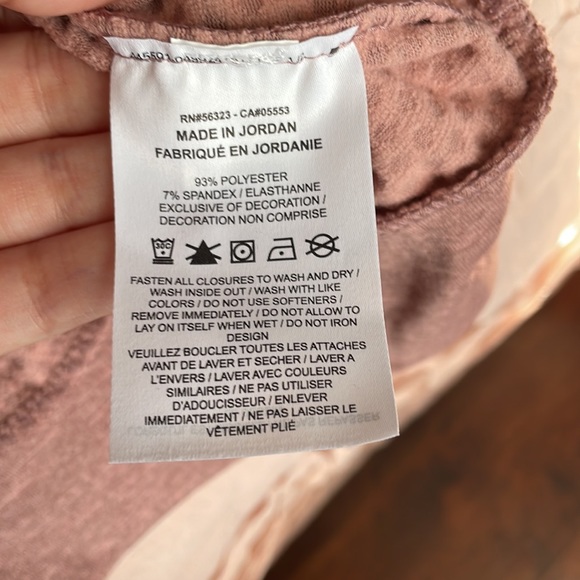 RN#56323 - CA#05553
MADE IN JORDAN
FABRIQUÉ EN JORDANIE
93% POLYESTER
7% SPANDEX / ELASTHANNE
EXCLUSIVE OF DECORATION /
DECORATION NON COMPRISE
30C
FASTEN ALL CLOSURES TO WASH AND DRY /
WASH INSIDE OUT / WASH WITH LIKE
COLORS / DO NOT USE SOFTENERS /
REMOVE IMMEDIATELY / DO NOT ALLOW TO
LAY ON ITSELF WHEN WET / DO NOT IRON
DESIGN
VEUILLEZ BOUCLER TOUTES LES ATTACHES
AVANT DE LAVER ET SECHER / LAVER A
L'ENVERS / LAVER AVEC COULEURS
SIMILAIRES / NE PAS UTILISER
D'ADOUCISSEUR / ENLEVER
IMMEDIATEMENT / NE PAS LAISSER LE
VÊTEMENT PLIÉ